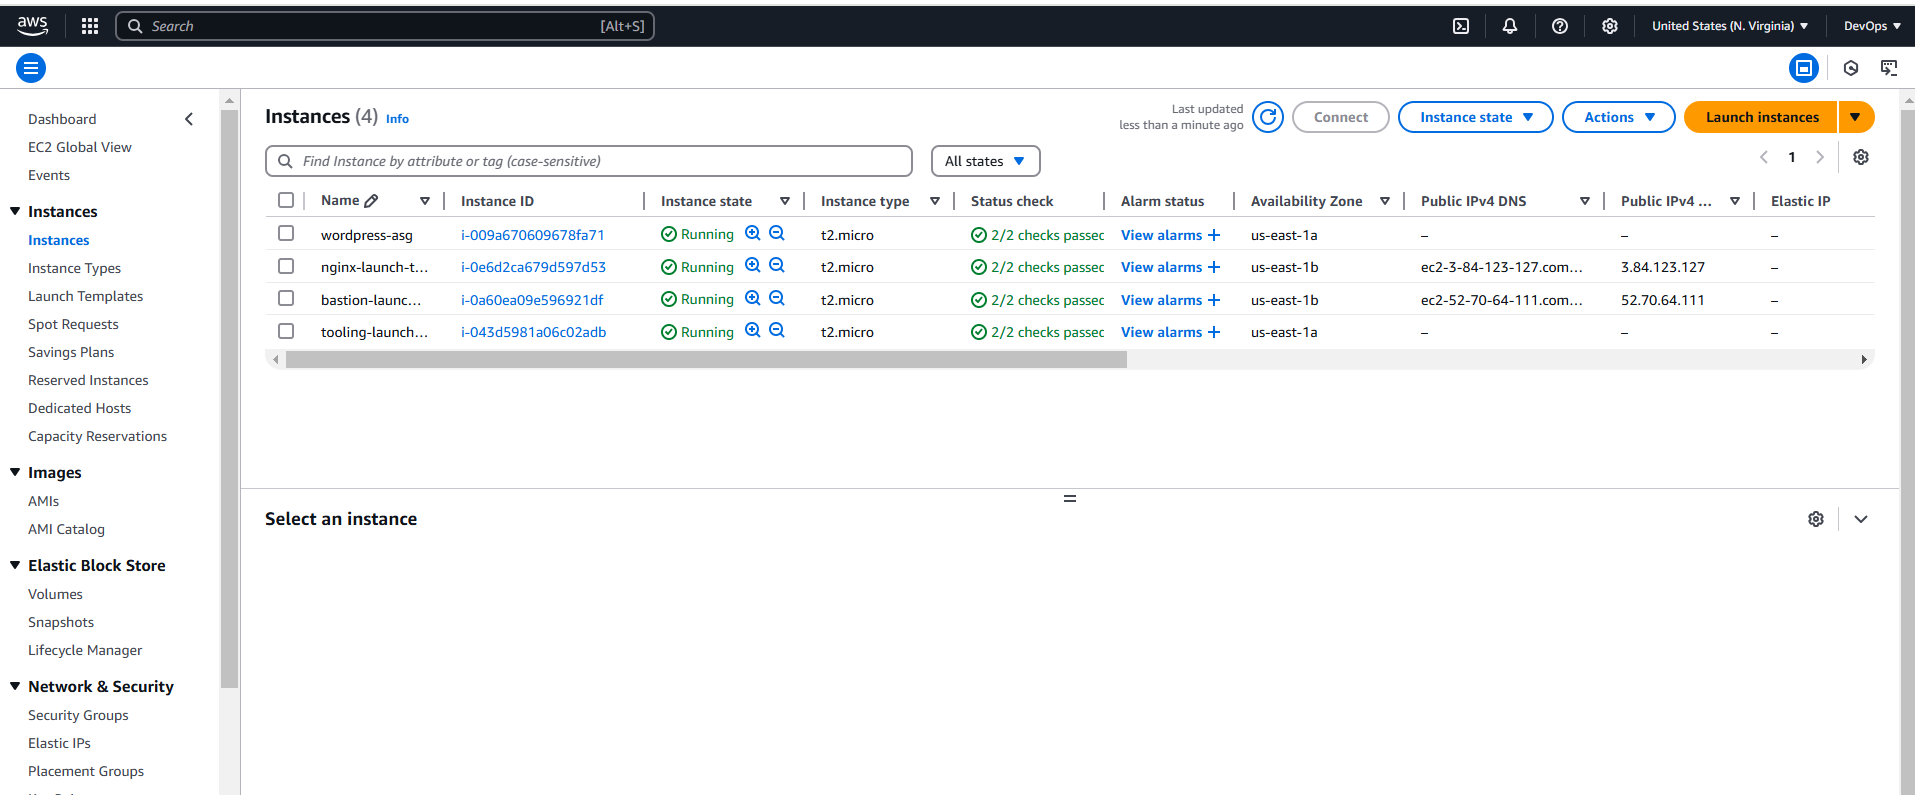 aws
Search [Alt+S]
United States (N. Virginia)
DevOps
Dashboard
EC2 Global View
Events
Instances
Instances
Instance Types
Launch Templates
Spot Requests
Savings Plans
Reserved Instances
Dedicated Hosts
Capacity Reservations
Images
AMIs
AMI Catalog
Elastic Block Store
Volumes
Snapshots
Lifecycle Manager
Network & Security
Security Groups
Elastic IPs
Placement Groups
Instances (4) Info
Last updated
less than a minute ago
Connect
Instance state
Actions
Launch instances
Find Instance by attribute or tag (case-sensitive)
All states
1
Name Instance ID Instance state Instance type Status check Alarm status Availability Zone Public IPv4 DNS Public IPv4 ... Elastic IP
wordpress-asg i-009a670609678fa71 Running t2.micro 2/2 checks passed View alarms + us-east-1a – – –
nginx-launch-t... i-0e6d2ca679d597d53 Running t2.micro 2/2 checks passed View alarms + us-east-1b ec2-3-84-123-127.com... 3.84.123.127 –
bastion-launc... i-0a60ea09e596921df Running t2.micro 2/2 checks passed View alarms + us-east-1b ec2-52-70-64-111.com... 52.70.64.111 –
tooling-launch... i-043d5981a06c02adb Running t2.micro 2/2 checks passed View alarms + us-east-1a – – –
Select an instance